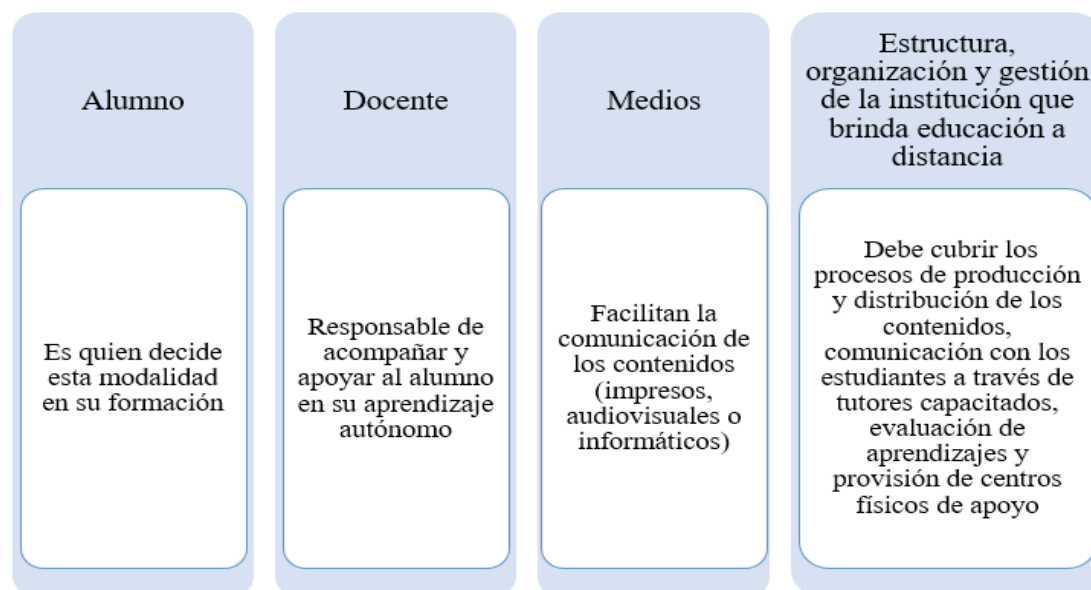 Alumno
Es quien decide
esta modalidad
en su formación
Docente
Responsable de
acompañar y
apoyar al alumno
en su aprendizaje
autónomo
Medios
Facilitan la
comunicación de
los contenidos
(impresos,
audiovisuales o
informáticos)
Estructura,
organización y gestión
de la institución que
brinda educación a
distancia
Debe cubrir los
procesos de producción
y distribución de los
contenidos,
comunicación con los
estudiantes a través de
tutores capacitados,
evaluación de
aprendizajes y
provisión de centros
físicos de apoyo